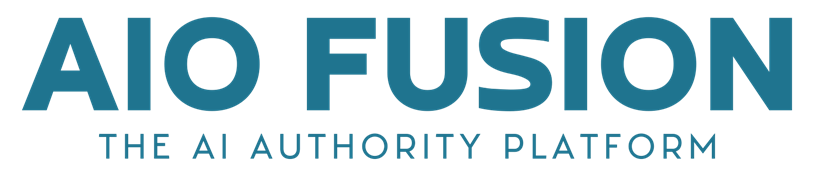 AIO FUSION
THE AI AUTHORITY PLATFORM